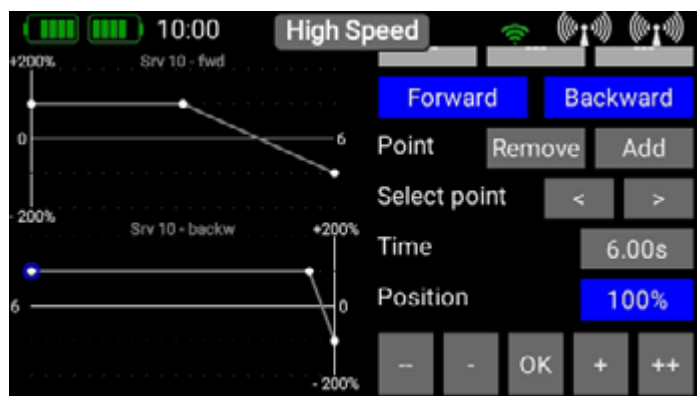 10:00
High Speed
+200%
Srv 10 - fwd
0
6
- 200%
Srv 10 - backw
+200%
6
0
- 200%
Forward
Backward
Point
Remove
Add
Select point
<
>
Time
6.00s
Position
100%
--
-
OK
+
++